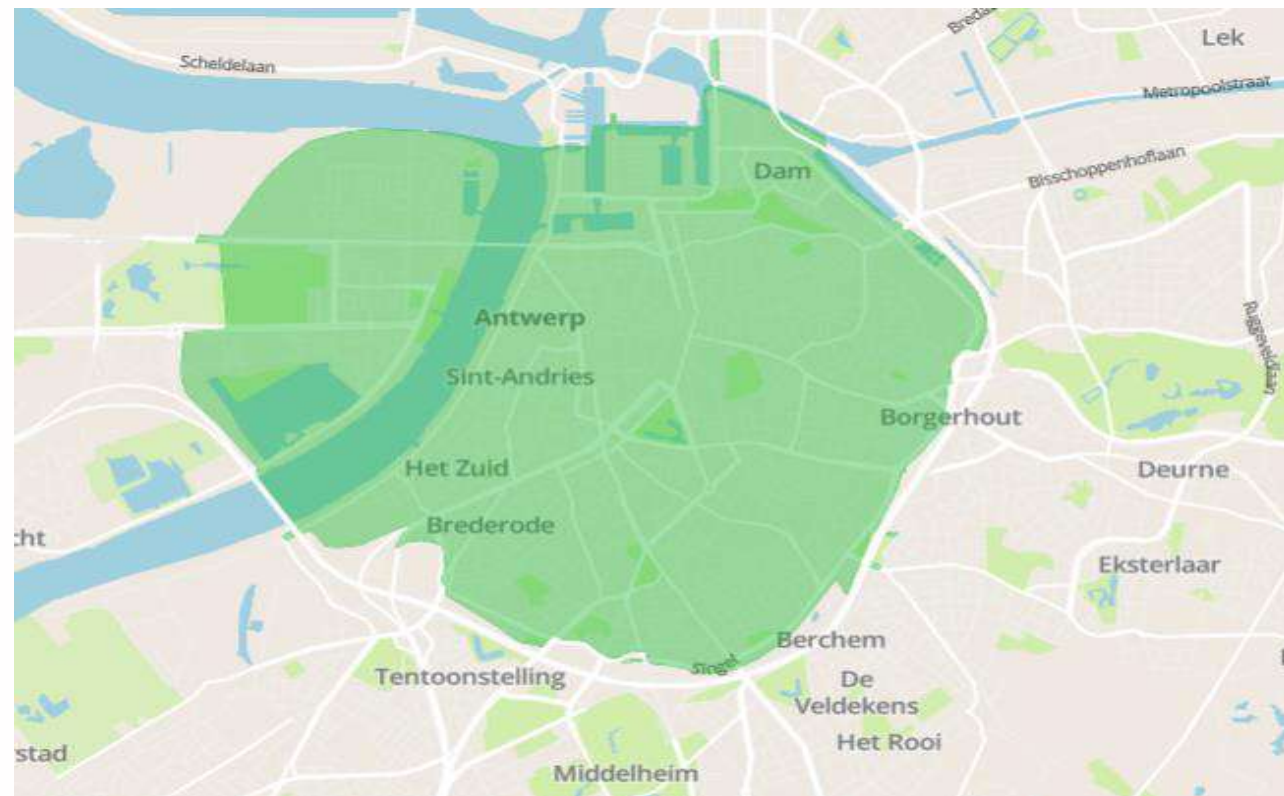 Lek
Scheldelaan
Metropoolstraat
Bisschoppenhoflaan
Dam
Antwerp
Ruggeveldlaan
Sint-Andries
Borgerhout
Het Zuid
Deurne
Brederode
Eksterlaar
Berchem
Singel
Tentoonstelling
De
Veldekens
Het Rooi
Middelheim